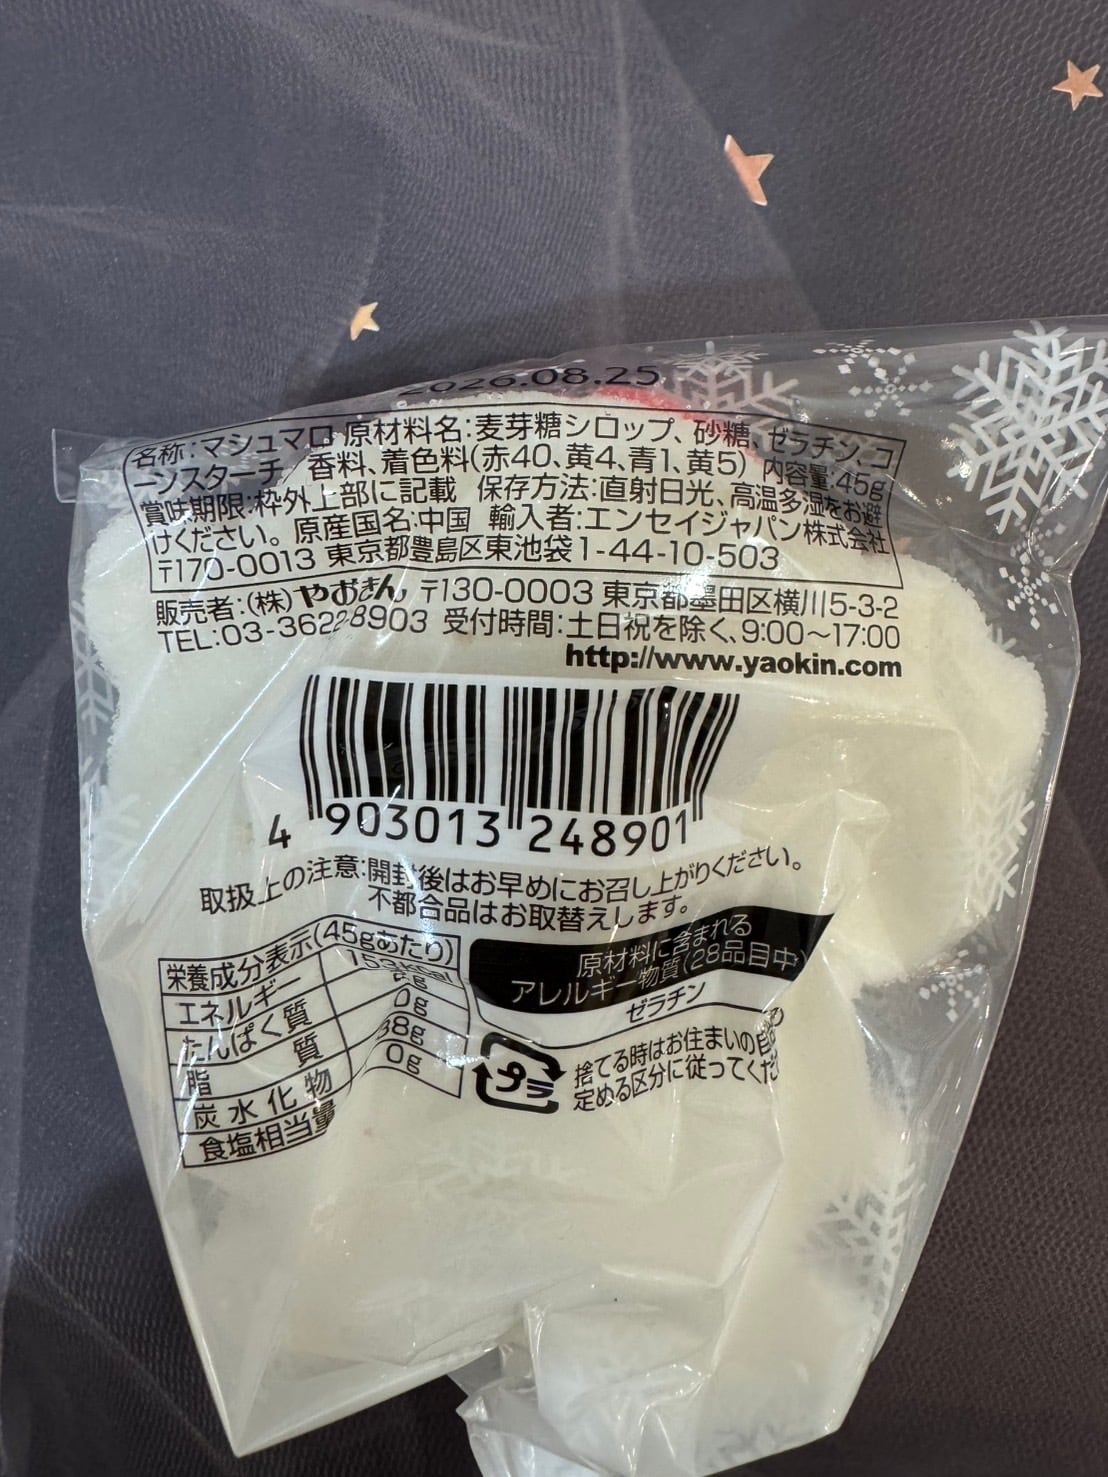 2026.08.25
名称:マシュマロ 原材料名:麦芽糖シロップ、砂糖、ゼラチン、コ
ーンスターチ/香料、着色料(赤40、黄4、青1、黄5) 内容量:45g
賞味期限:枠外上部に記載 保存方法:直射日光、高温多湿をお避
けください。原産国名:中国 輸入者:エンセイジャパン株式会社
〒170-0013 東京都豊島区東池袋1-44-10-503
販売者:(株)やおきん 〒130-0003 東京都墨田区横川5-3-2
TEL:03-3622-8903 受付時間:土日祝を除く、9:00〜17:00
http://www.yaokin.com
4 903013 248901
取扱上の注意:開封後はお早めにお召し上がりください。
不都合品はお取替えします。
栄養成分表示(45gあたり)
エネルギー 153kcal
たんぱく質
脂質 0g
炭水化物 38g
食塩相当量 0g
原材料に含まれる
アレルギー物質(28品目中)
ゼラチン
プラ
捨てる時はお住まいの
定める区分に従ってくだ